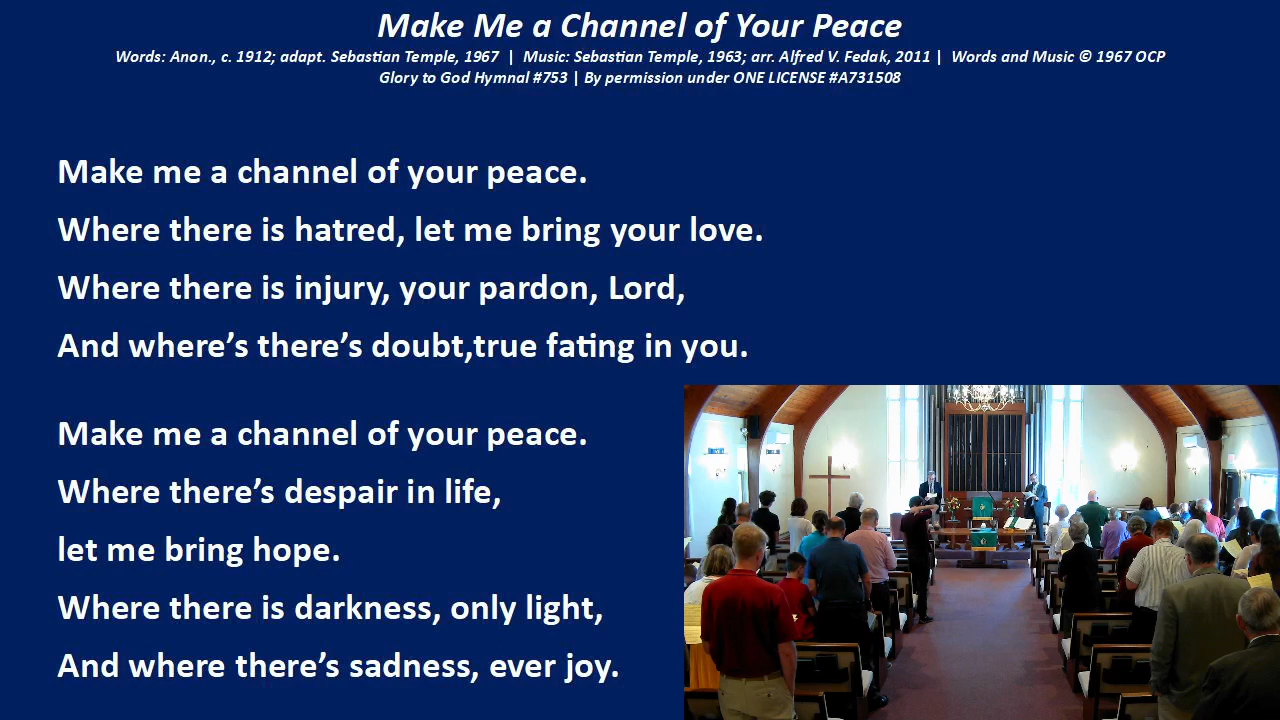 Make Me a Channel of Your Peace
Words: Anon., c. 1912; adapt. Sebastian Temple, 1967 | Music: Sebastian Temple, 1963; arr. Alfred V. Fedak, 2011 | Words and Music © 1967 OCP
Glory to God Hymnal #753 | By permission under ONE LICENSE #A731508
Make me a channel of your peace.
Where there is hatred, let me bring your love.
Where there is injury, your pardon, Lord,
And where’s there’s doubt,true fating in you.
Make me a channel of your peace.
Where there’s despair in life,
let me bring hope.
Where there is darkness, only light,
And where there’s sadness, ever joy.